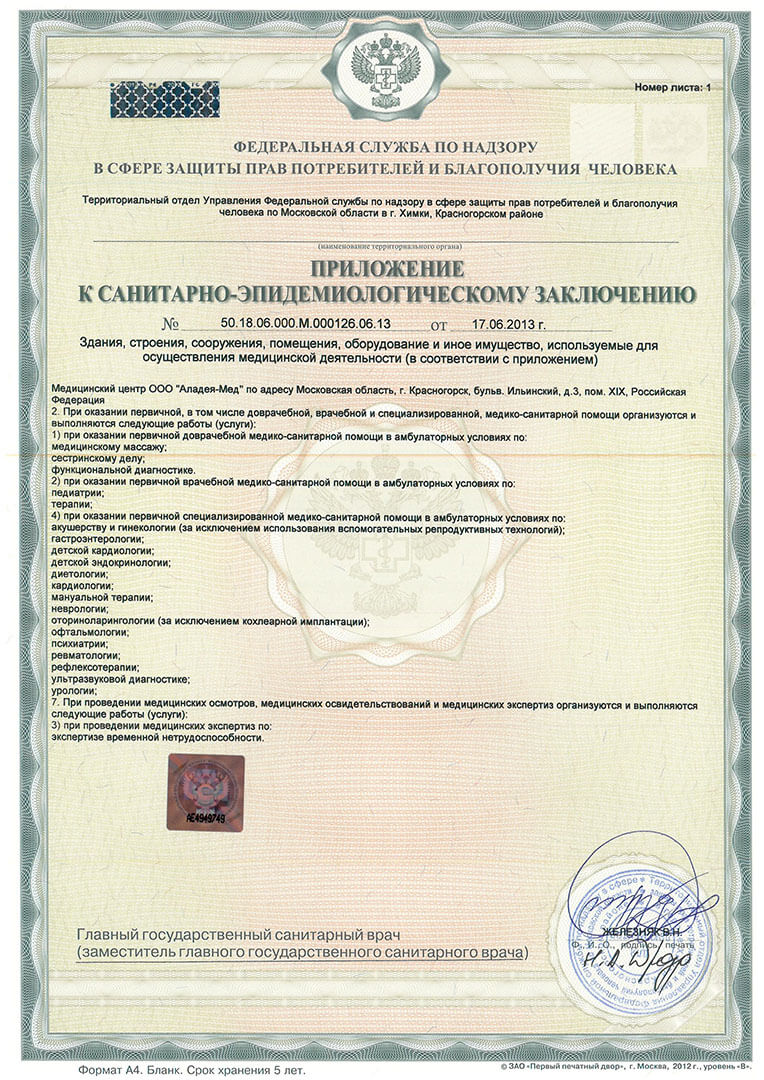 Номер листа: 1
ФЕДЕРАЛЬНАЯ СЛУЖБА ПО НАДЗОРУ
В СФЕРЕ ЗАЩИТЫ ПРАВ ПОТРЕБИТЕЛЕЙ И БЛАГОПОЛУЧИЯ ЧЕЛОВЕКА
Территориальный отдел Управления Федеральной службы по надзору в сфере защиты прав потребителей и благополучия
человека по Московской области в г. Химки, Красногорском районе
(наименование территориального органа)
ПРИЛОЖЕНИЕ
К САНИТАРНО-ЭПИДЕМИОЛОГИЧЕСКОМУ ЗАКЛЮЧЕНИЮ
№ 50.18.06.000.М.000126.06.13 от 17.06.2013 г.
Здания, строения, сооружения, помещения, оборудование и иное имущество, используемые для
осуществления медицинской деятельности (в соответствии с приложением)
Медицинский центр ООО "Аладея-Мед" по адресу Московская область, г. Красногорск, бульв. Ильинский, д.3, пом. XIX, Российская
Федерация
2. При оказании первичной, в том числе доврачебной, врачебной и специализированной, медико-санитарной помощи организуются и
выполняются следующие работы (услуги):
1) при оказании первичной доврачебной медико-санитарной помощи в амбулаторных условиях по:
медицинскому массажу;
сестринскому делу;
функциональной диагностике.
2) при оказании первичной врачебной медико-санитарной помощи в амбулаторных условиях по:
педиатрии;
терапии;
4) при оказании первичной специализированной медико-санитарной помощи в амбулаторных условиях по:
акушерству и гинекологии (за исключением использования вспомогательных репродуктивных технологий);
гастроэнтерологии;
детской кардиологии;
детской эндокринологии;
диетологии;
кардиологии;
мануальной терапии;
неврологии;
оториноларингологии (за исключением кохлеарной имплантации);
офтальмологии;
психиатрии;
ревматологии;
рефлексотерапии;
ультразвуковой диагностике;
урологии;
7. При проведении медицинских осмотров, медицинских освидетельствований и медицинских экспертиз организуются и выполняются
следующие работы (услуги):
3) при проведении медицинских экспертиз по:
экспертизе временной нетрудоспособности.
АЕ4949749
Главный государственный санитарный врач
(заместитель главного государственного санитарного врача)
ЖЕЛЕЗНЯК В.Н.
Ф., И., О., подпись, печать
Формат А4. Бланк. Срок хранения 5 лет.
© ЗАО «Первый печатный двор», г. Москва, 2012 г., уровень «В».